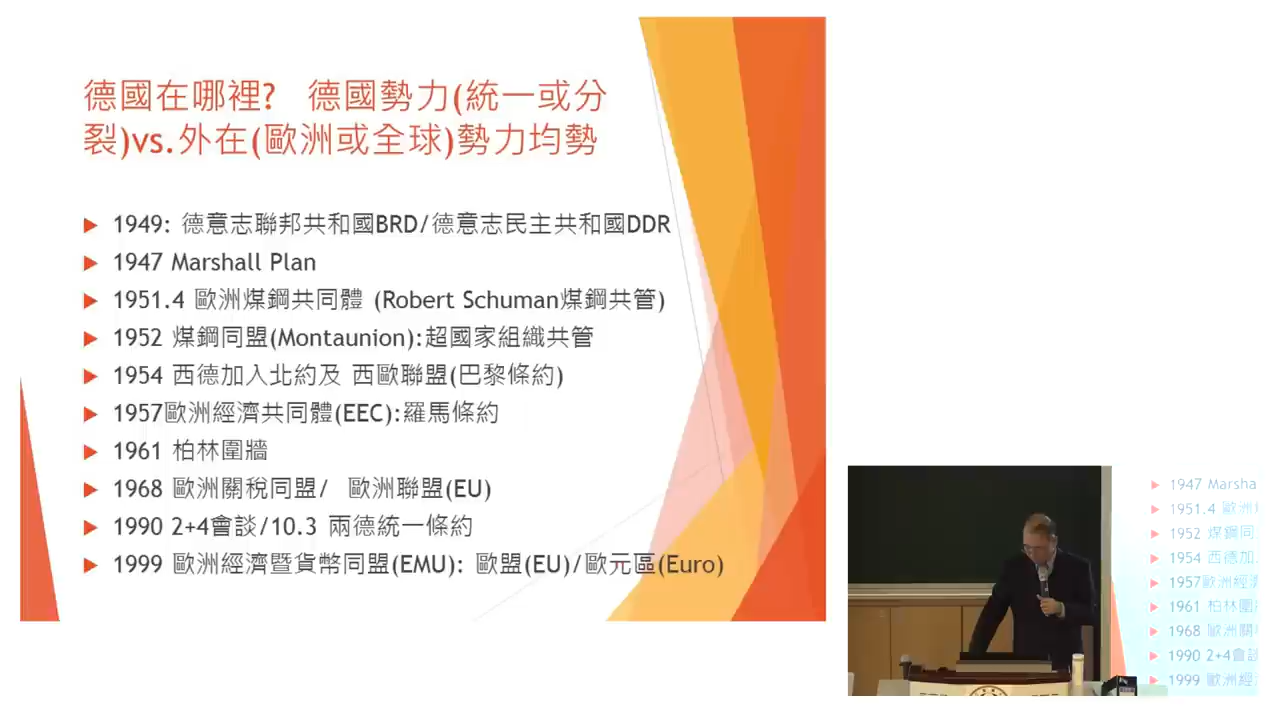 德國在哪裡?   德國勢力(統一或分
裂)vs.外在(歐洲或全球)勢力均勢
1949: 德意志聯邦共和國BRD/德意志民主共和國DDR
1947 Marshall Plan
1951.4 歐洲煤鋼共同體 (Robert Schuman煤鋼共管)
1952 煤鋼同盟(Montaunion):超國家組織共管
1954 西德加入北約及 西歐聯盟(巴黎條約)
1957歐洲經濟共同體(EEC):羅馬條約
1961 柏林圍牆
1968 歐洲關稅同盟/  歐洲聯盟(EU)
1990 2+4會談/10.3 兩德統一條約
1999 歐洲經濟暨貨幣同盟(EMU): 歐盟(EU)/歐元區(Euro)
1947 Marsha
1951.4 歐洲
1952 煤鋼同
1954 西德加
1957歐洲經濟
1961 柏林圍
1968 歐洲關
1990 2+4會談
1999 歐洲經